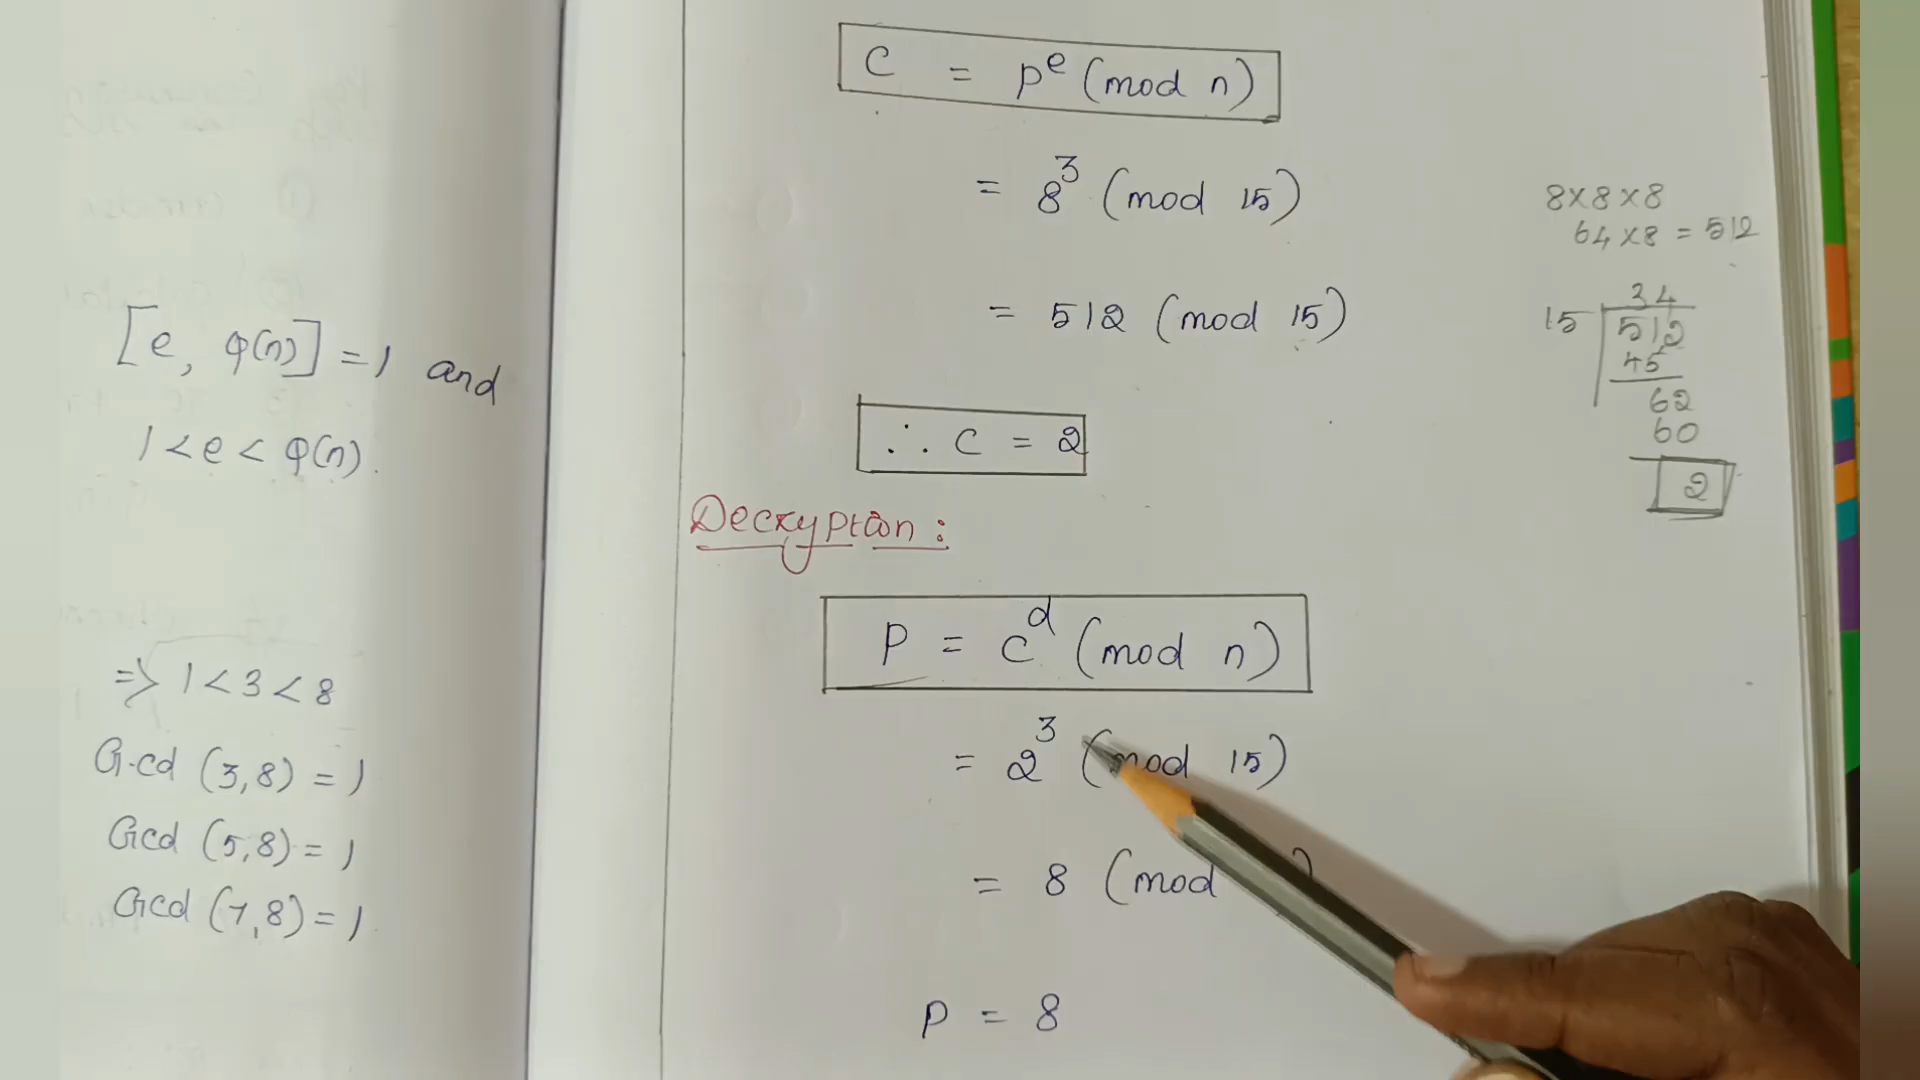 [e, φ(n)] = 1 and
1 < e < φ(n).
=> 1 < 3 < 8
Gcd (3,8) = 1
Gcd (5,8) = 1
Gcd (7,8) = 1
C = P^e (mod n)
= 8^3 (mod 15)
= 512 (mod 15)
∴ C = 2
Decryption :
P = C^d (mod n)
= 2^3 (mod 15)
= 8 (mod )
P = 8
8×8×8
64×8 = 512
34
15 512
45
62
60
2